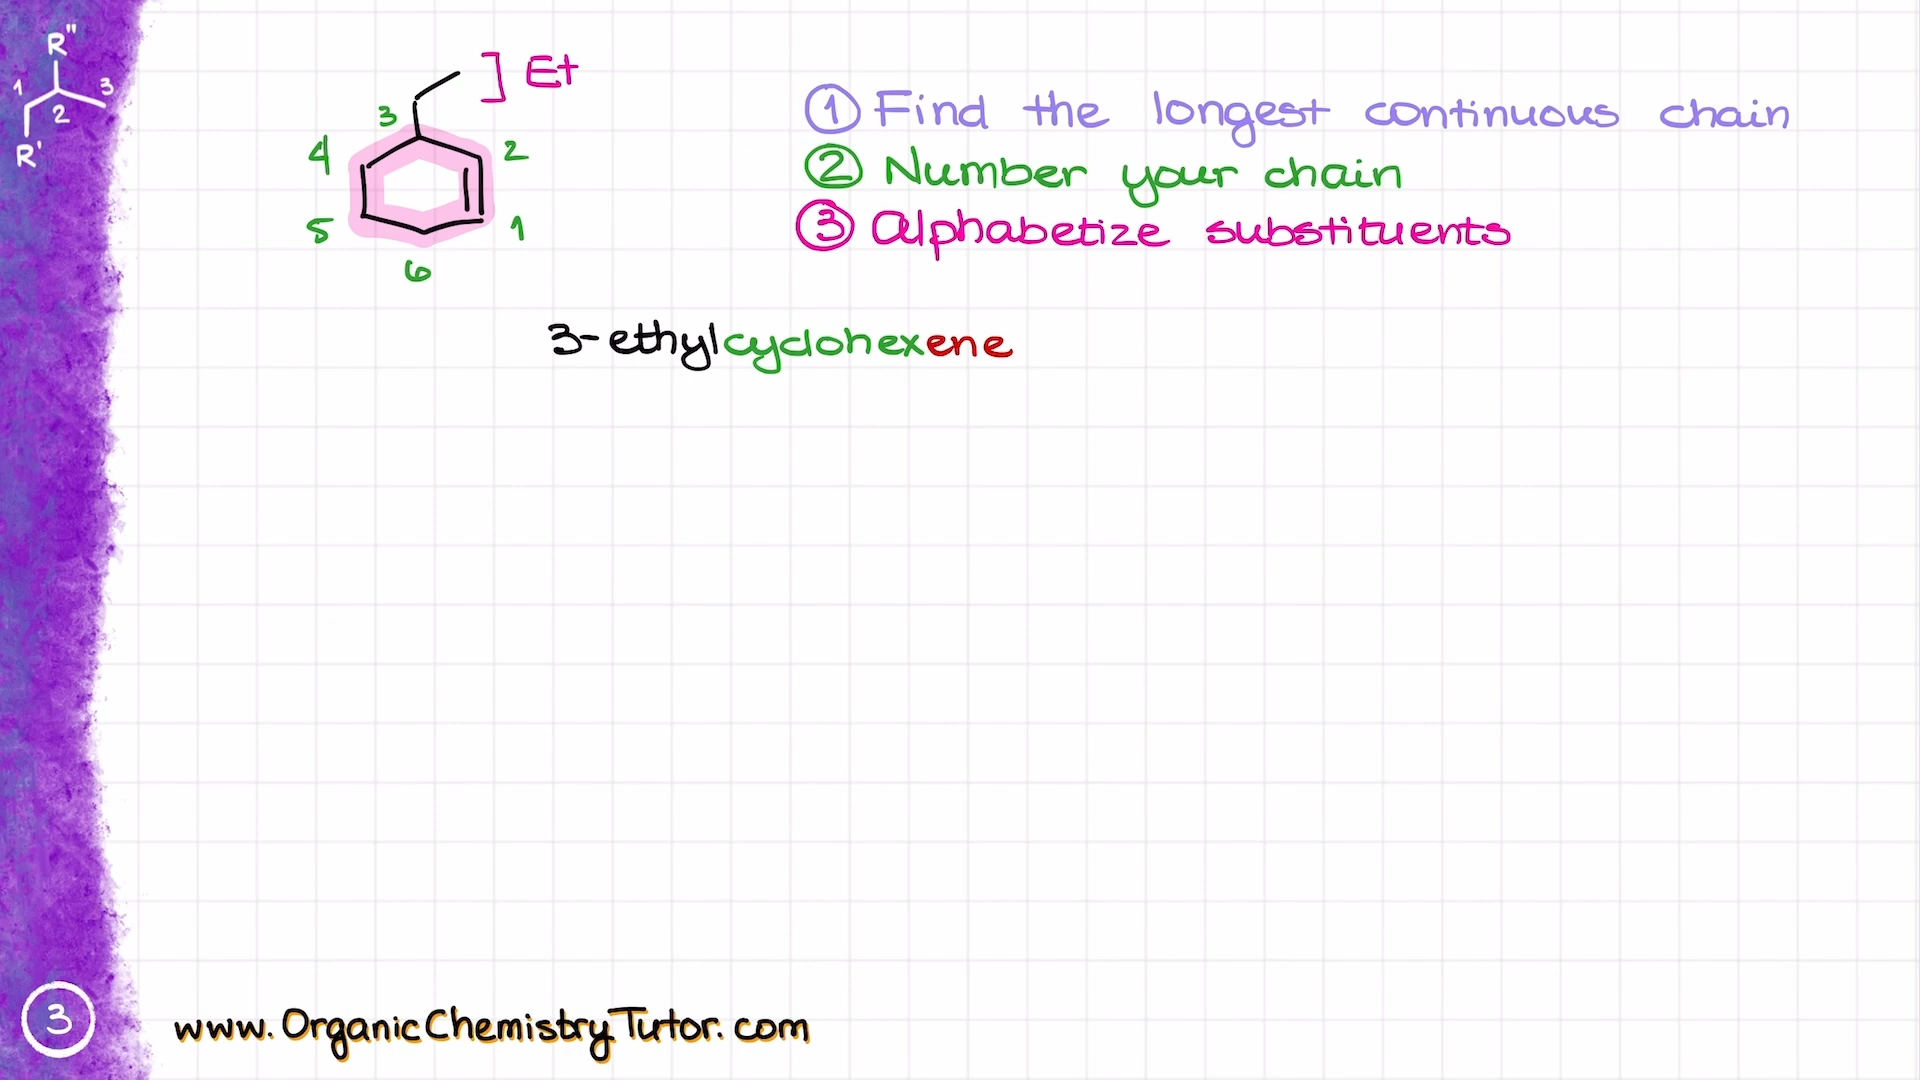 R"
1
3
2
R'
] Et
3
4
2
5
1
6
① Find the longest continuous chain
② Number your chain
③ Alphabetize substituents
3-ethylcyclohexene
3
www.OrganicChemistryTutor.com